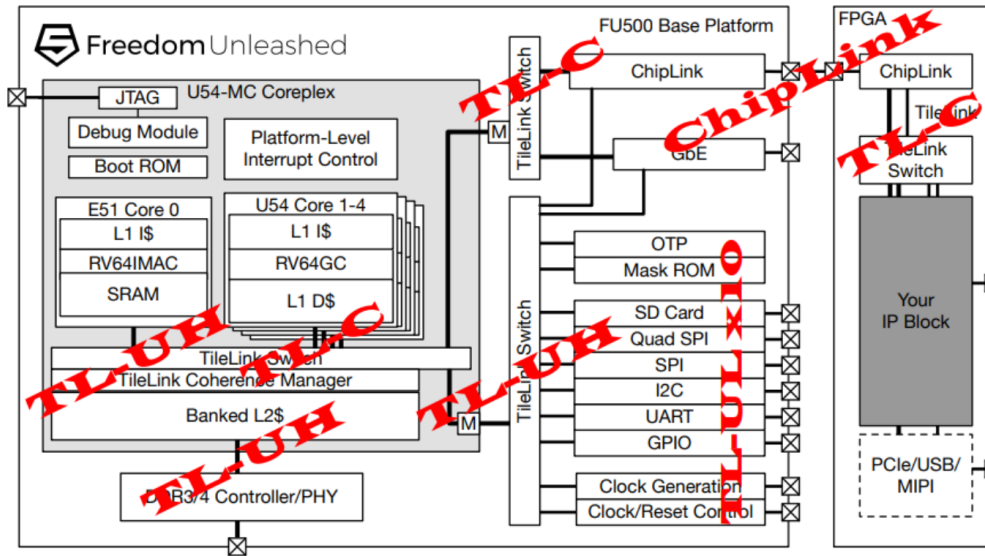 Freedom Unleashed
FU500 Base Platform
FPGA
U54-MC Coreplex
JTAG
Debug Module
Boot ROM
Platform-Level
Interrupt Control
E51 Core 0
L1 I$
RV64IMAC
SRAM
U54 Core 1-4
L1 I$
RV64GC
L1 D$
TL-UH
TL-C
TileLink Switch
TileLink Coherence Manager
Banked L2$
TL-UH
DDR3/4 Controller/PHY
M
M
TileLink Switch
TL-C
ChipLink
ChipLink
GbE
TileLink Switch
TL-UH
OTP
Mask ROM
SD Card
Quad SPI
SPI
I2C
UART
GPIO
Clock Generation
Clock/Reset Control
TL-UL x10
ChipLink
TileLink
TL-C
TileLink
Switch
Your
IP Block
PCIe/USB/
MIPI